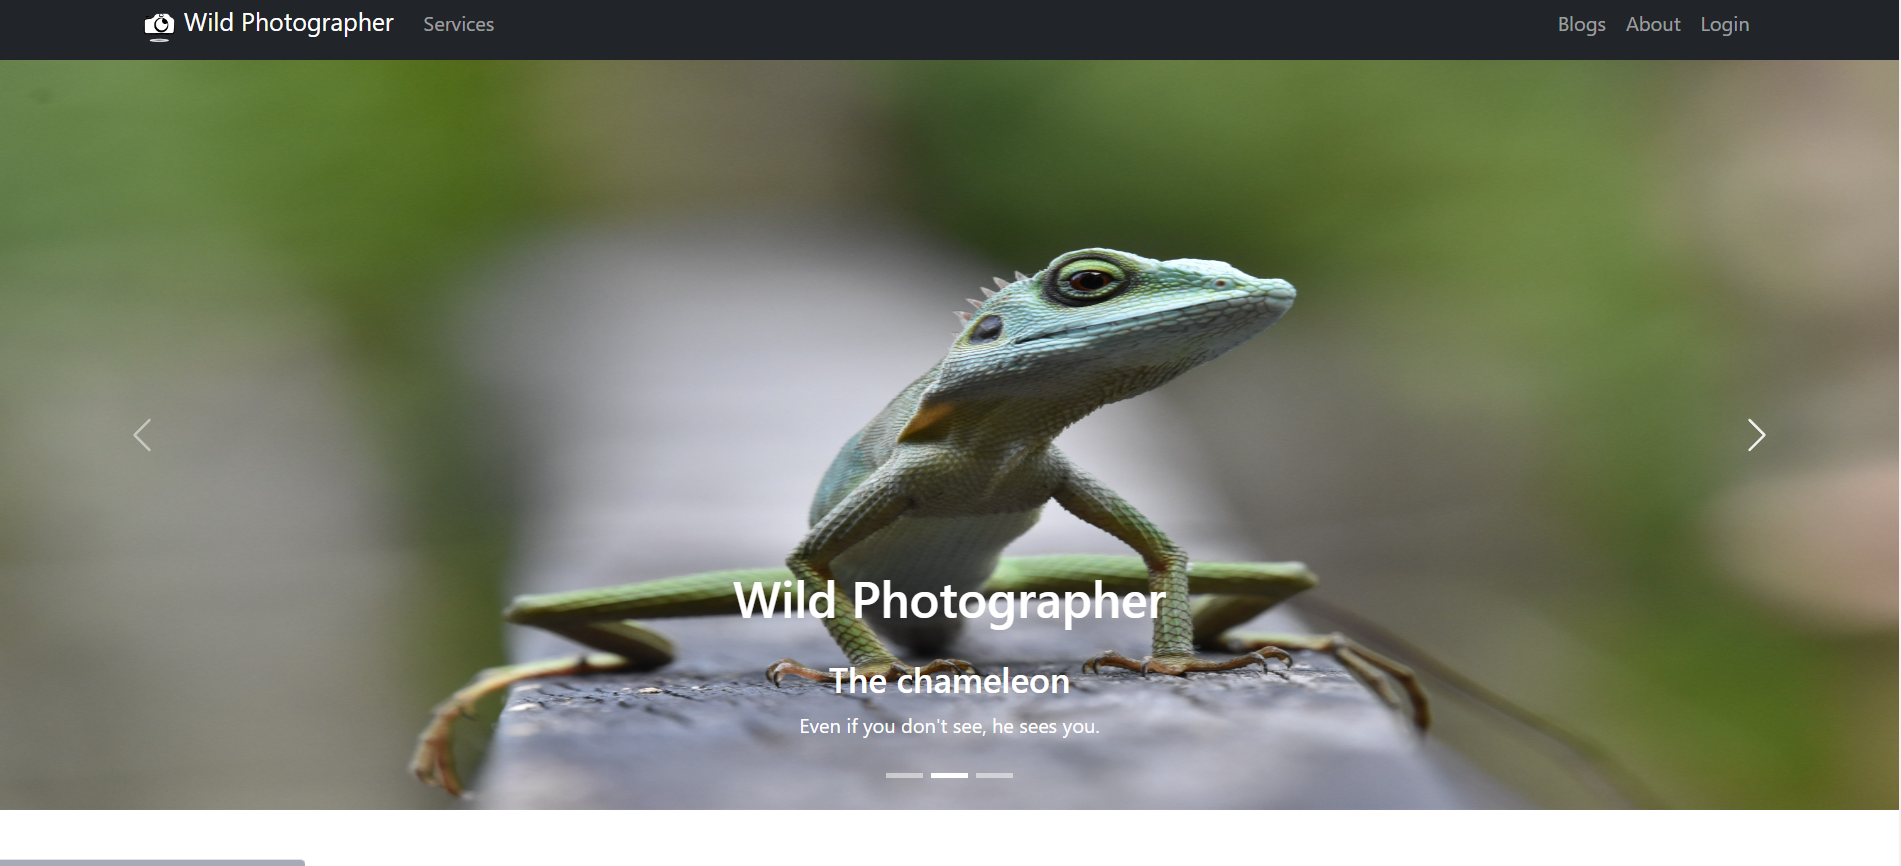 Wild Photographer Services Blogs About Login
Wild Photographer
The chameleon
Even if you don't see, he sees you.